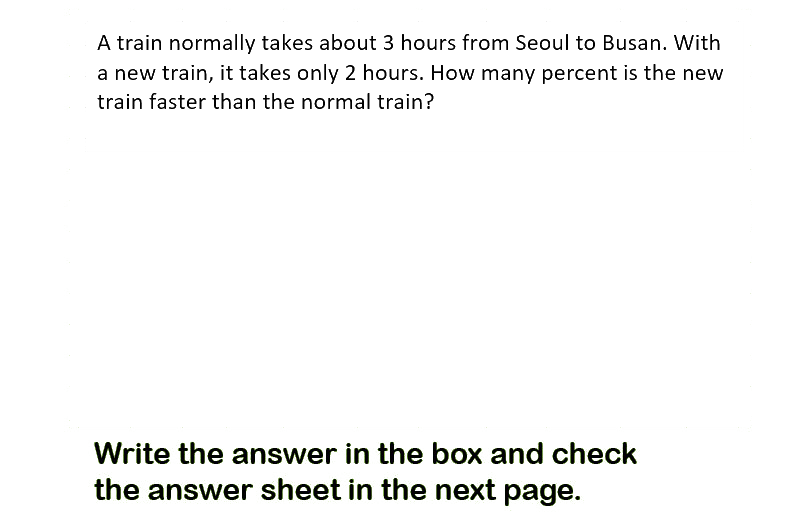 A train normally takes about 3 hours from Seoul to Busan. With
a new train, it takes only 2 hours. How many percent is the new
train faster than the normal train?
Write the answer in the box and check
the answer sheet in the next page.